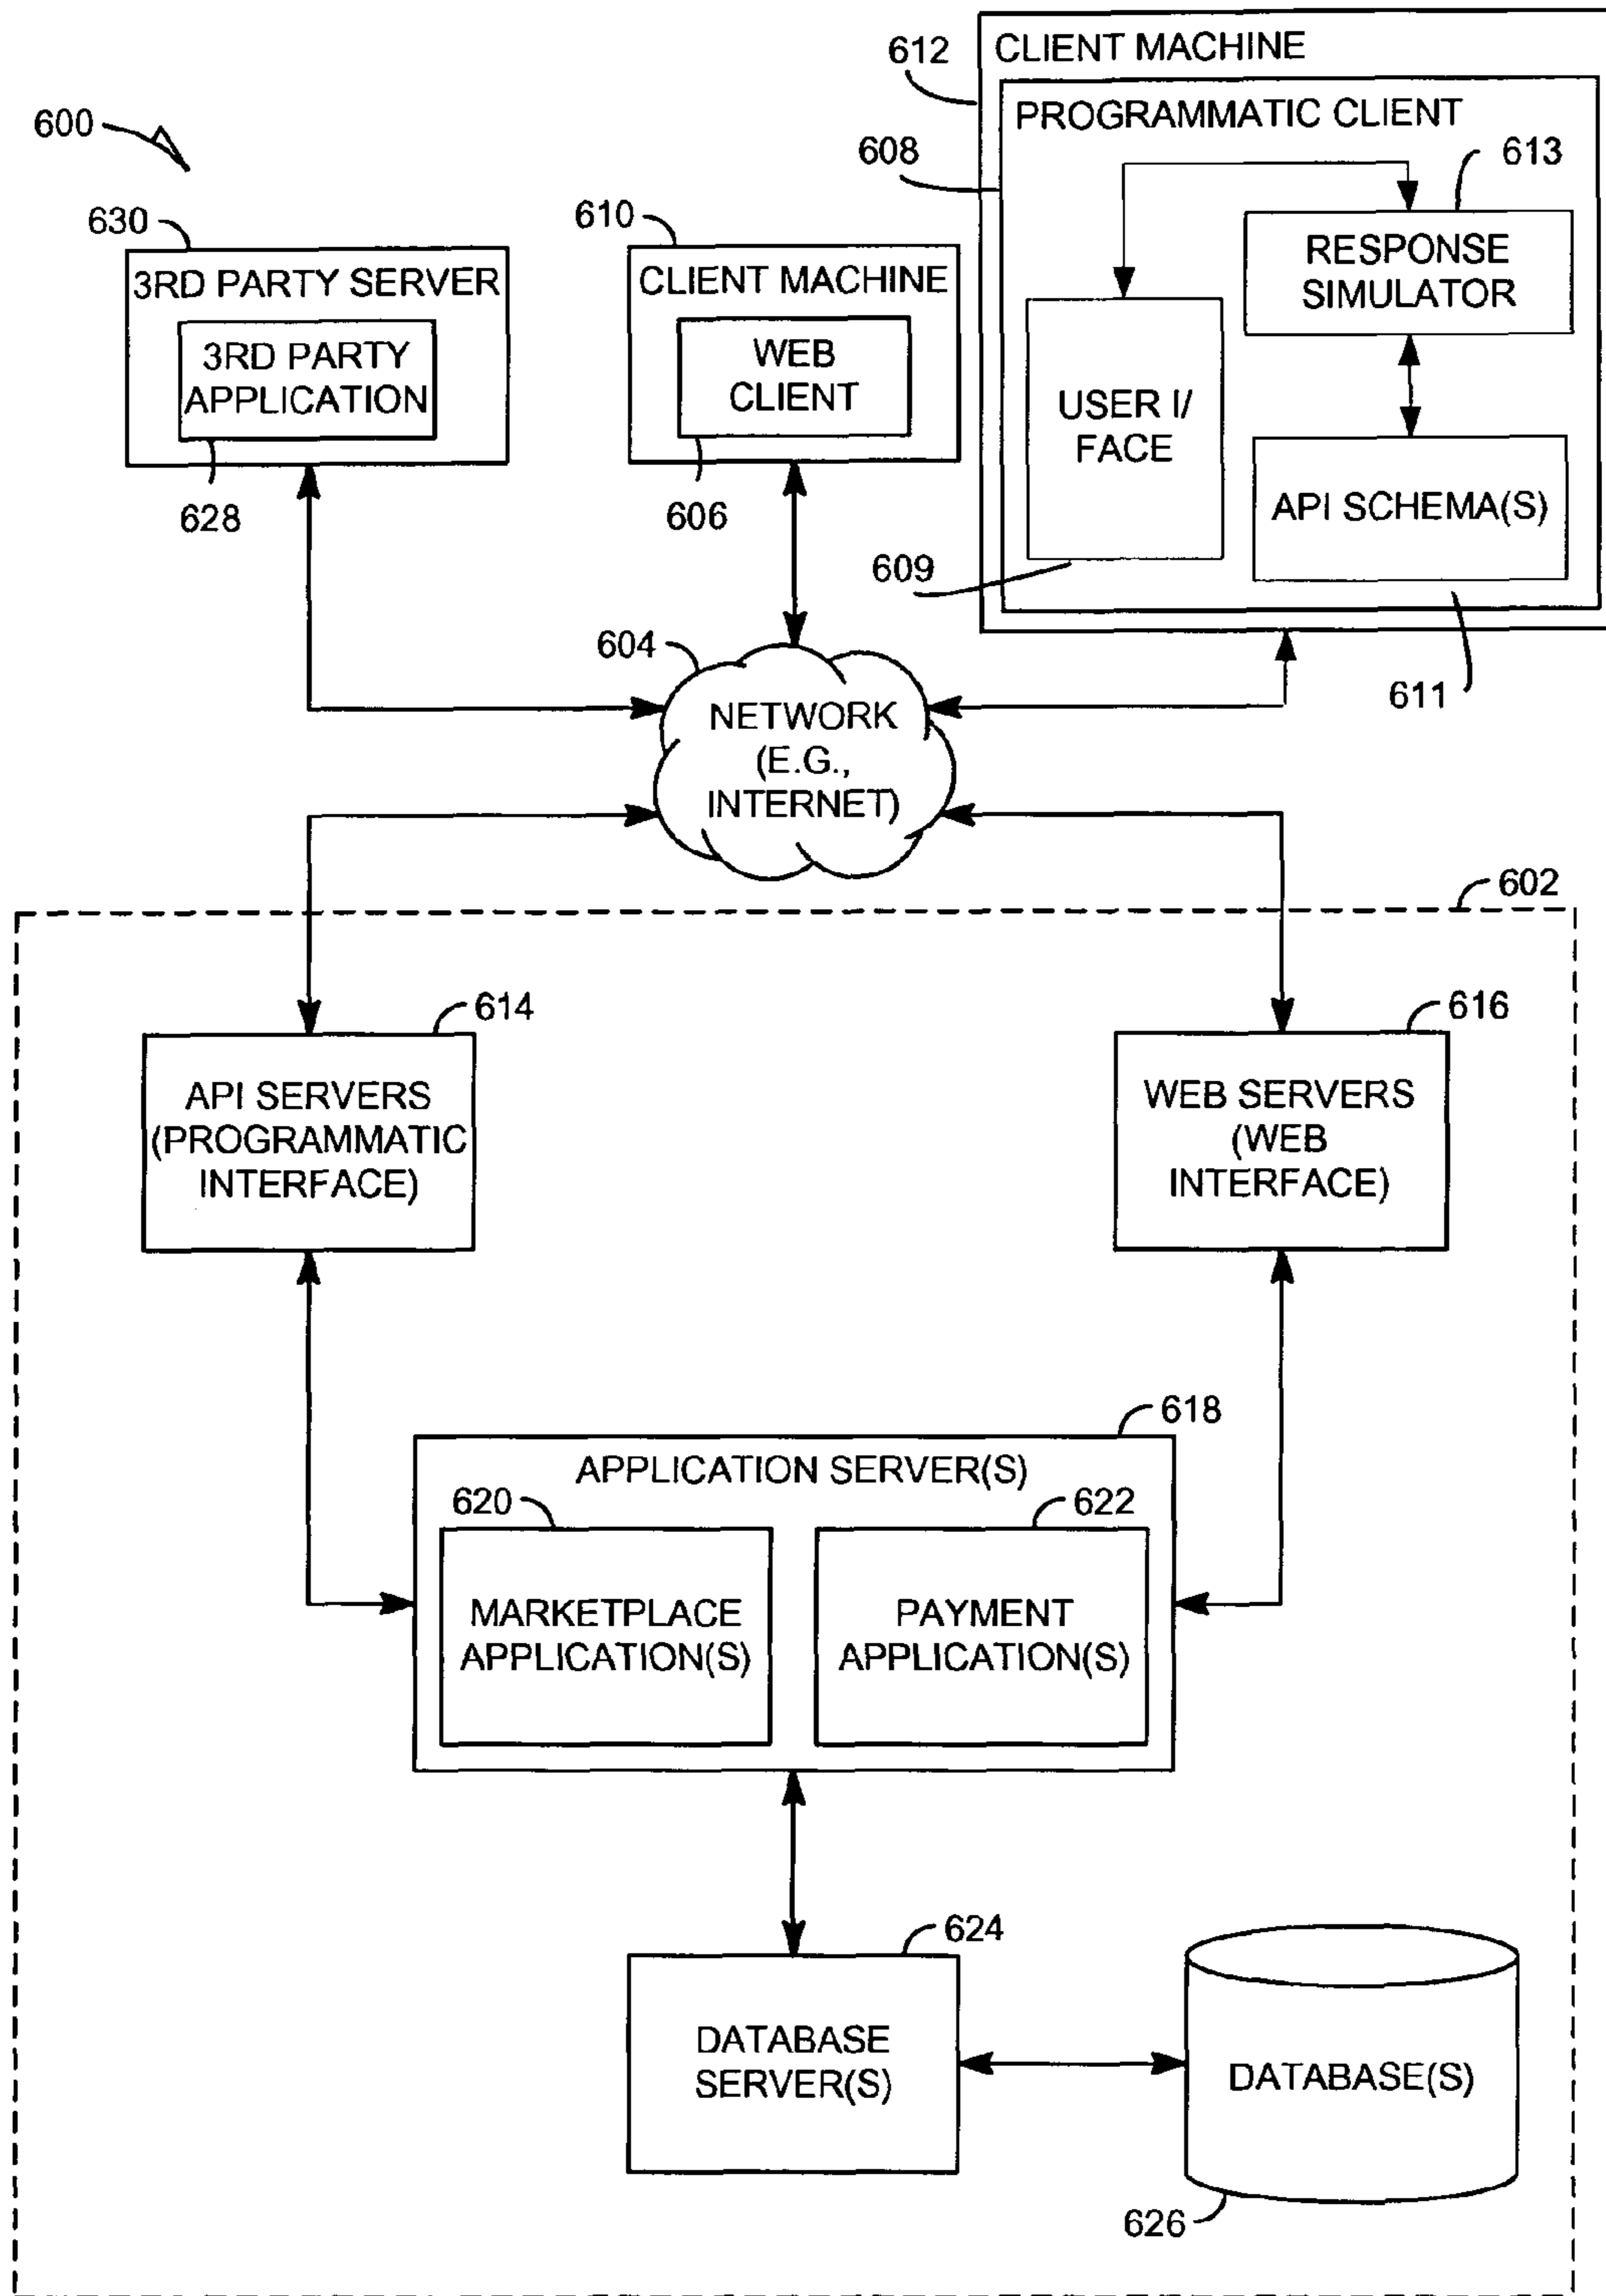 600
630
3RD PARTY SERVER
3RD PARTY
APPLICATION
628
610
CLIENT MACHINE
WEB
CLIENT
606
612
CLIENT MACHINE
608
PROGRAMMATIC CLIENT
613
RESPONSE
SIMULATOR
USER I/
FACE
API SCHEMA(S)
609
611
604
NETWORK
(E.G.,
INTERNET)
602
614
API SERVERS
(PROGRAMMATIC
INTERFACE)
616
WEB SERVERS
(WEB
INTERFACE)
618
APPLICATION SERVER(S)
620
MARKETPLACE
APPLICATION(S)
622
PAYMENT
APPLICATION(S)
624
DATABASE
SERVER(S)
DATABASE(S)
626